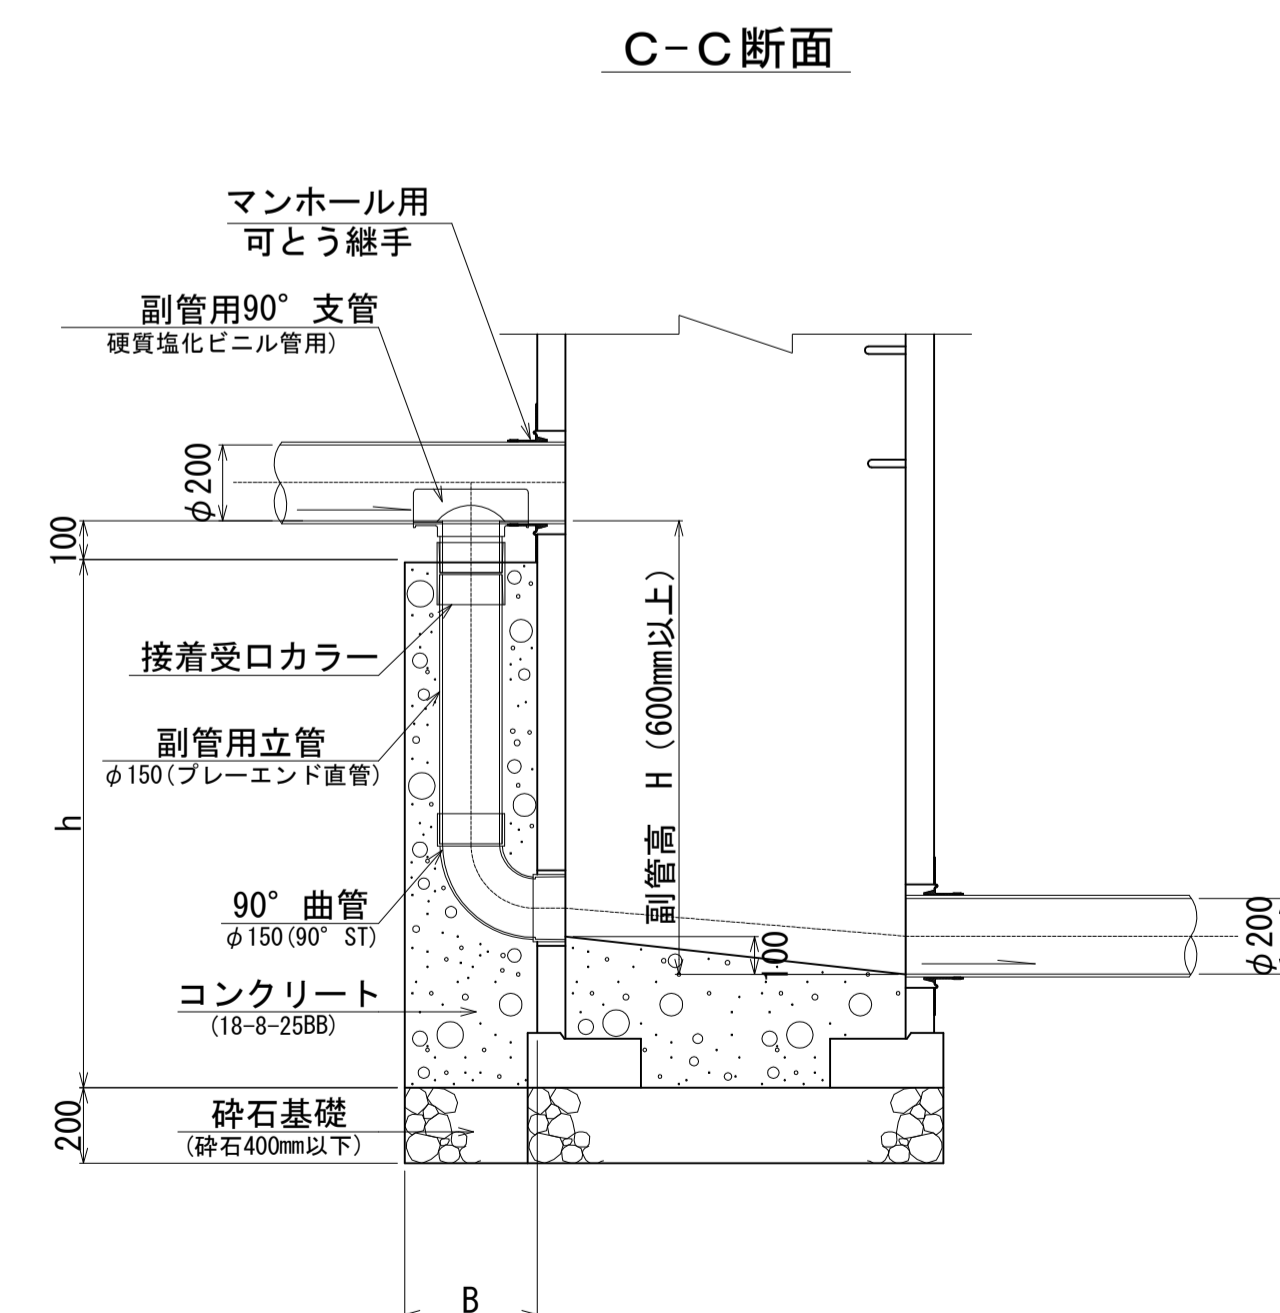 C-C断面
マンホール用
可とう継手
副管用90° 支管
硬質塩化ビニル管用)
φ200
100
接着受口カラー
副管高 H (600mm以上)
副管用立管
φ150(プレーエンド直管)
h
90° 曲管
φ150(90° ST)
100
φ200
コンクリート
(18-8-25BB)
200
砕石基礎
(砕石400mm以下)
B